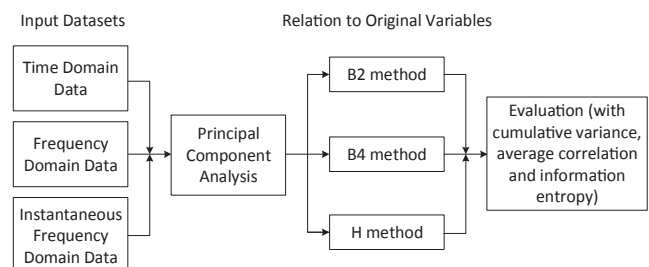 Input Datasets
Relation to Original Variables
Time Domain
Data
Frequency
Domain Data
Instantaneous
Frequency
Domain Data
Principal
Component
Analysis
B2 method
B4 method
H method
Evaluation (with
cumulative variance,
average correlation
and information
entropy)